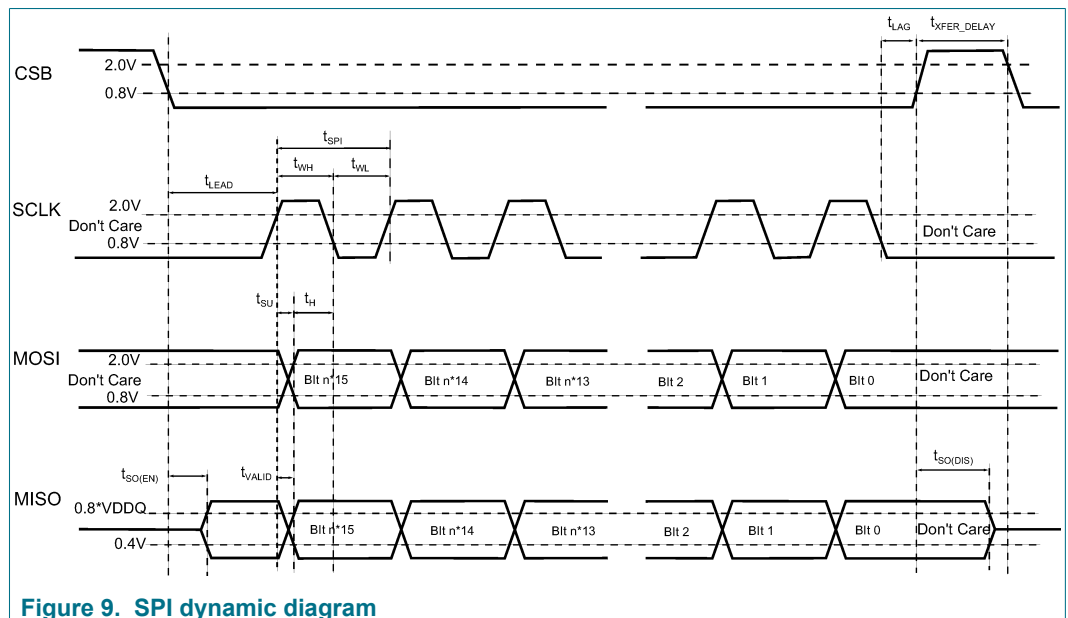 tLAG tXFER_DELAY
CSB
2.0V
0.8V
tSPI
tWH tWL
tLEAD
SCLK
2.0V
Don't Care
0.8V
Don't Care
tSU tH
MOSI
2.0V
Don't Care
0.8V
BIt n*15 BIt n*14 BIt n*13 BIt 2 BIt 1 BIt 0 Don't Care
tSO(EN) tVALID tSO(DIS)
MISO
0.8*VDDQ
0.4V
BIt n*15 BIt n*14 BIt n*13 BIt 2 BIt 1 BIt 0 Don't Care
Figure 9. SPI dynamic diagram